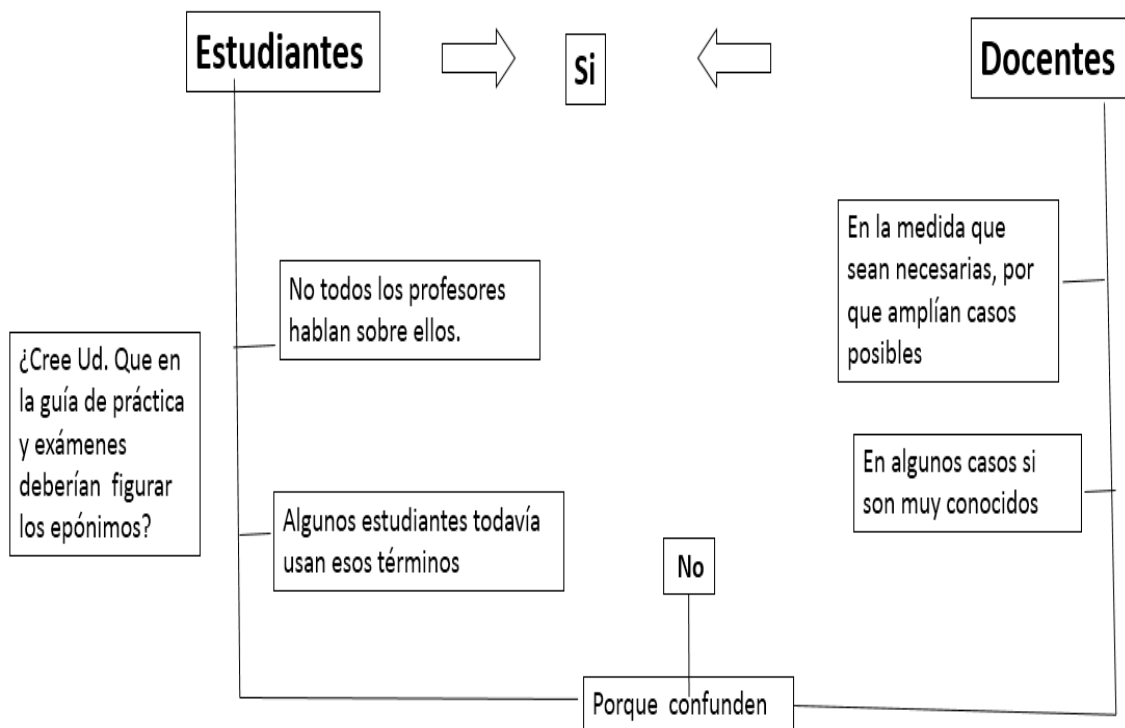 Estudiantes
Si
Docentes
¿Cree Ud. Que en
la guía de práctica
y exámenes
deberían figurar
los epónimos?
No todos los profesores
hablan sobre ellos.
Algunos estudiantes todavía
usan esos términos
En la medida que
sean necesarias, por
que amplían casos
posibles
En algunos casos si
son muy conocidos
No
Porque confunden